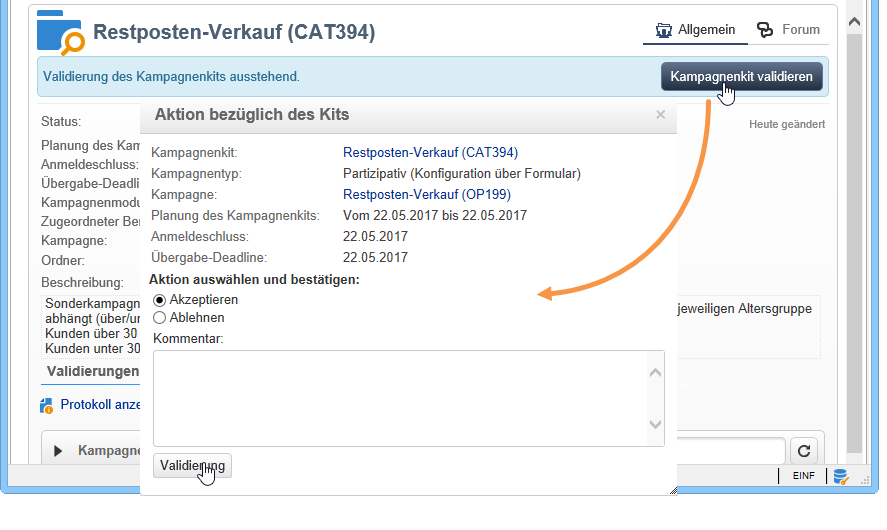 Restposten-Verkauf (CAT394)
Allgemein
Forum
Validierung des Kampagnenkits ausstehend.
Kampagnenkit validieren
Status:
Heute geändert
Planung des Kam
Anmeldeschluss:
Übergabe-Deadli
Kampagnenmodu
Zugeordneter Ber
Kampagne:
Ordner:
Beschreibung:
Sonderkampagn
jeweiligen Altersgruppe
abhängt (über/un
Kunden über 30
Kunden unter 30
Validierungen
Protokoll anze
Kampagne
Aktion bezüglich des Kits
Kampagnenkit: Restposten-Verkauf (CAT394)
Kampagnentyp: Partizipativ (Konfiguration über Formular)
Kampagne: Restposten-Verkauf (OP199)
Planung des Kampagnenkits: Vom 22.05.2017 bis 22.05.2017
Anmeldeschluss: 22.05.2017
Übergabe-Deadline: 22.05.2017
Aktion auswählen und bestätigen:
Akzeptieren
Ablehnen
Kommentar:
Validierung
EINF